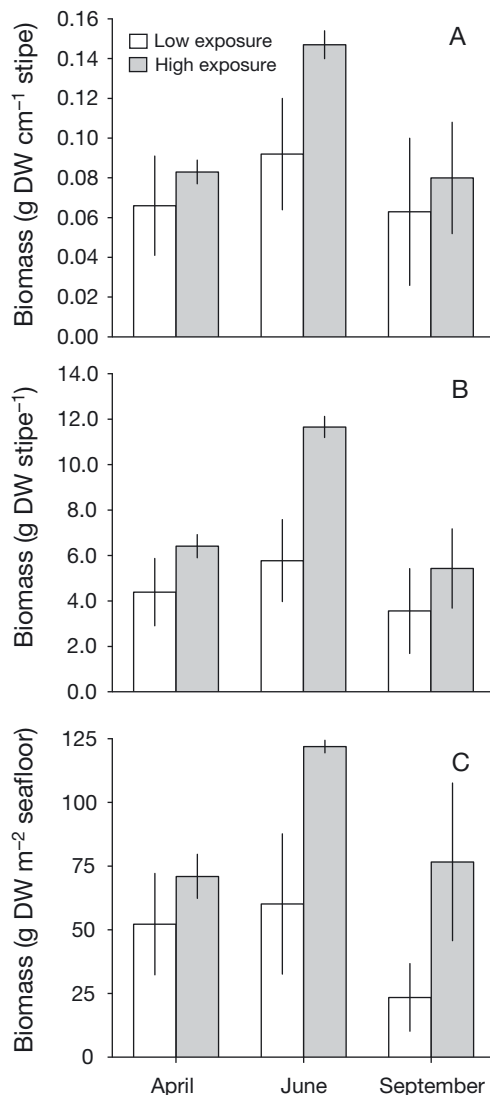 A
Low exposure
High exposure
Biomass (g DW cm⁻¹ stipe)
0.16
0.14
0.12
0.10
0.08
0.06
0.04
0.02
0.00
B
Biomass (g DW stipe⁻¹)
14.0
12.0
10.0
8.0
6.0
4.0
2.0
0.0
C
Biomass (g DW m⁻² seafloor)
125
100
75
50
25
0
April June September